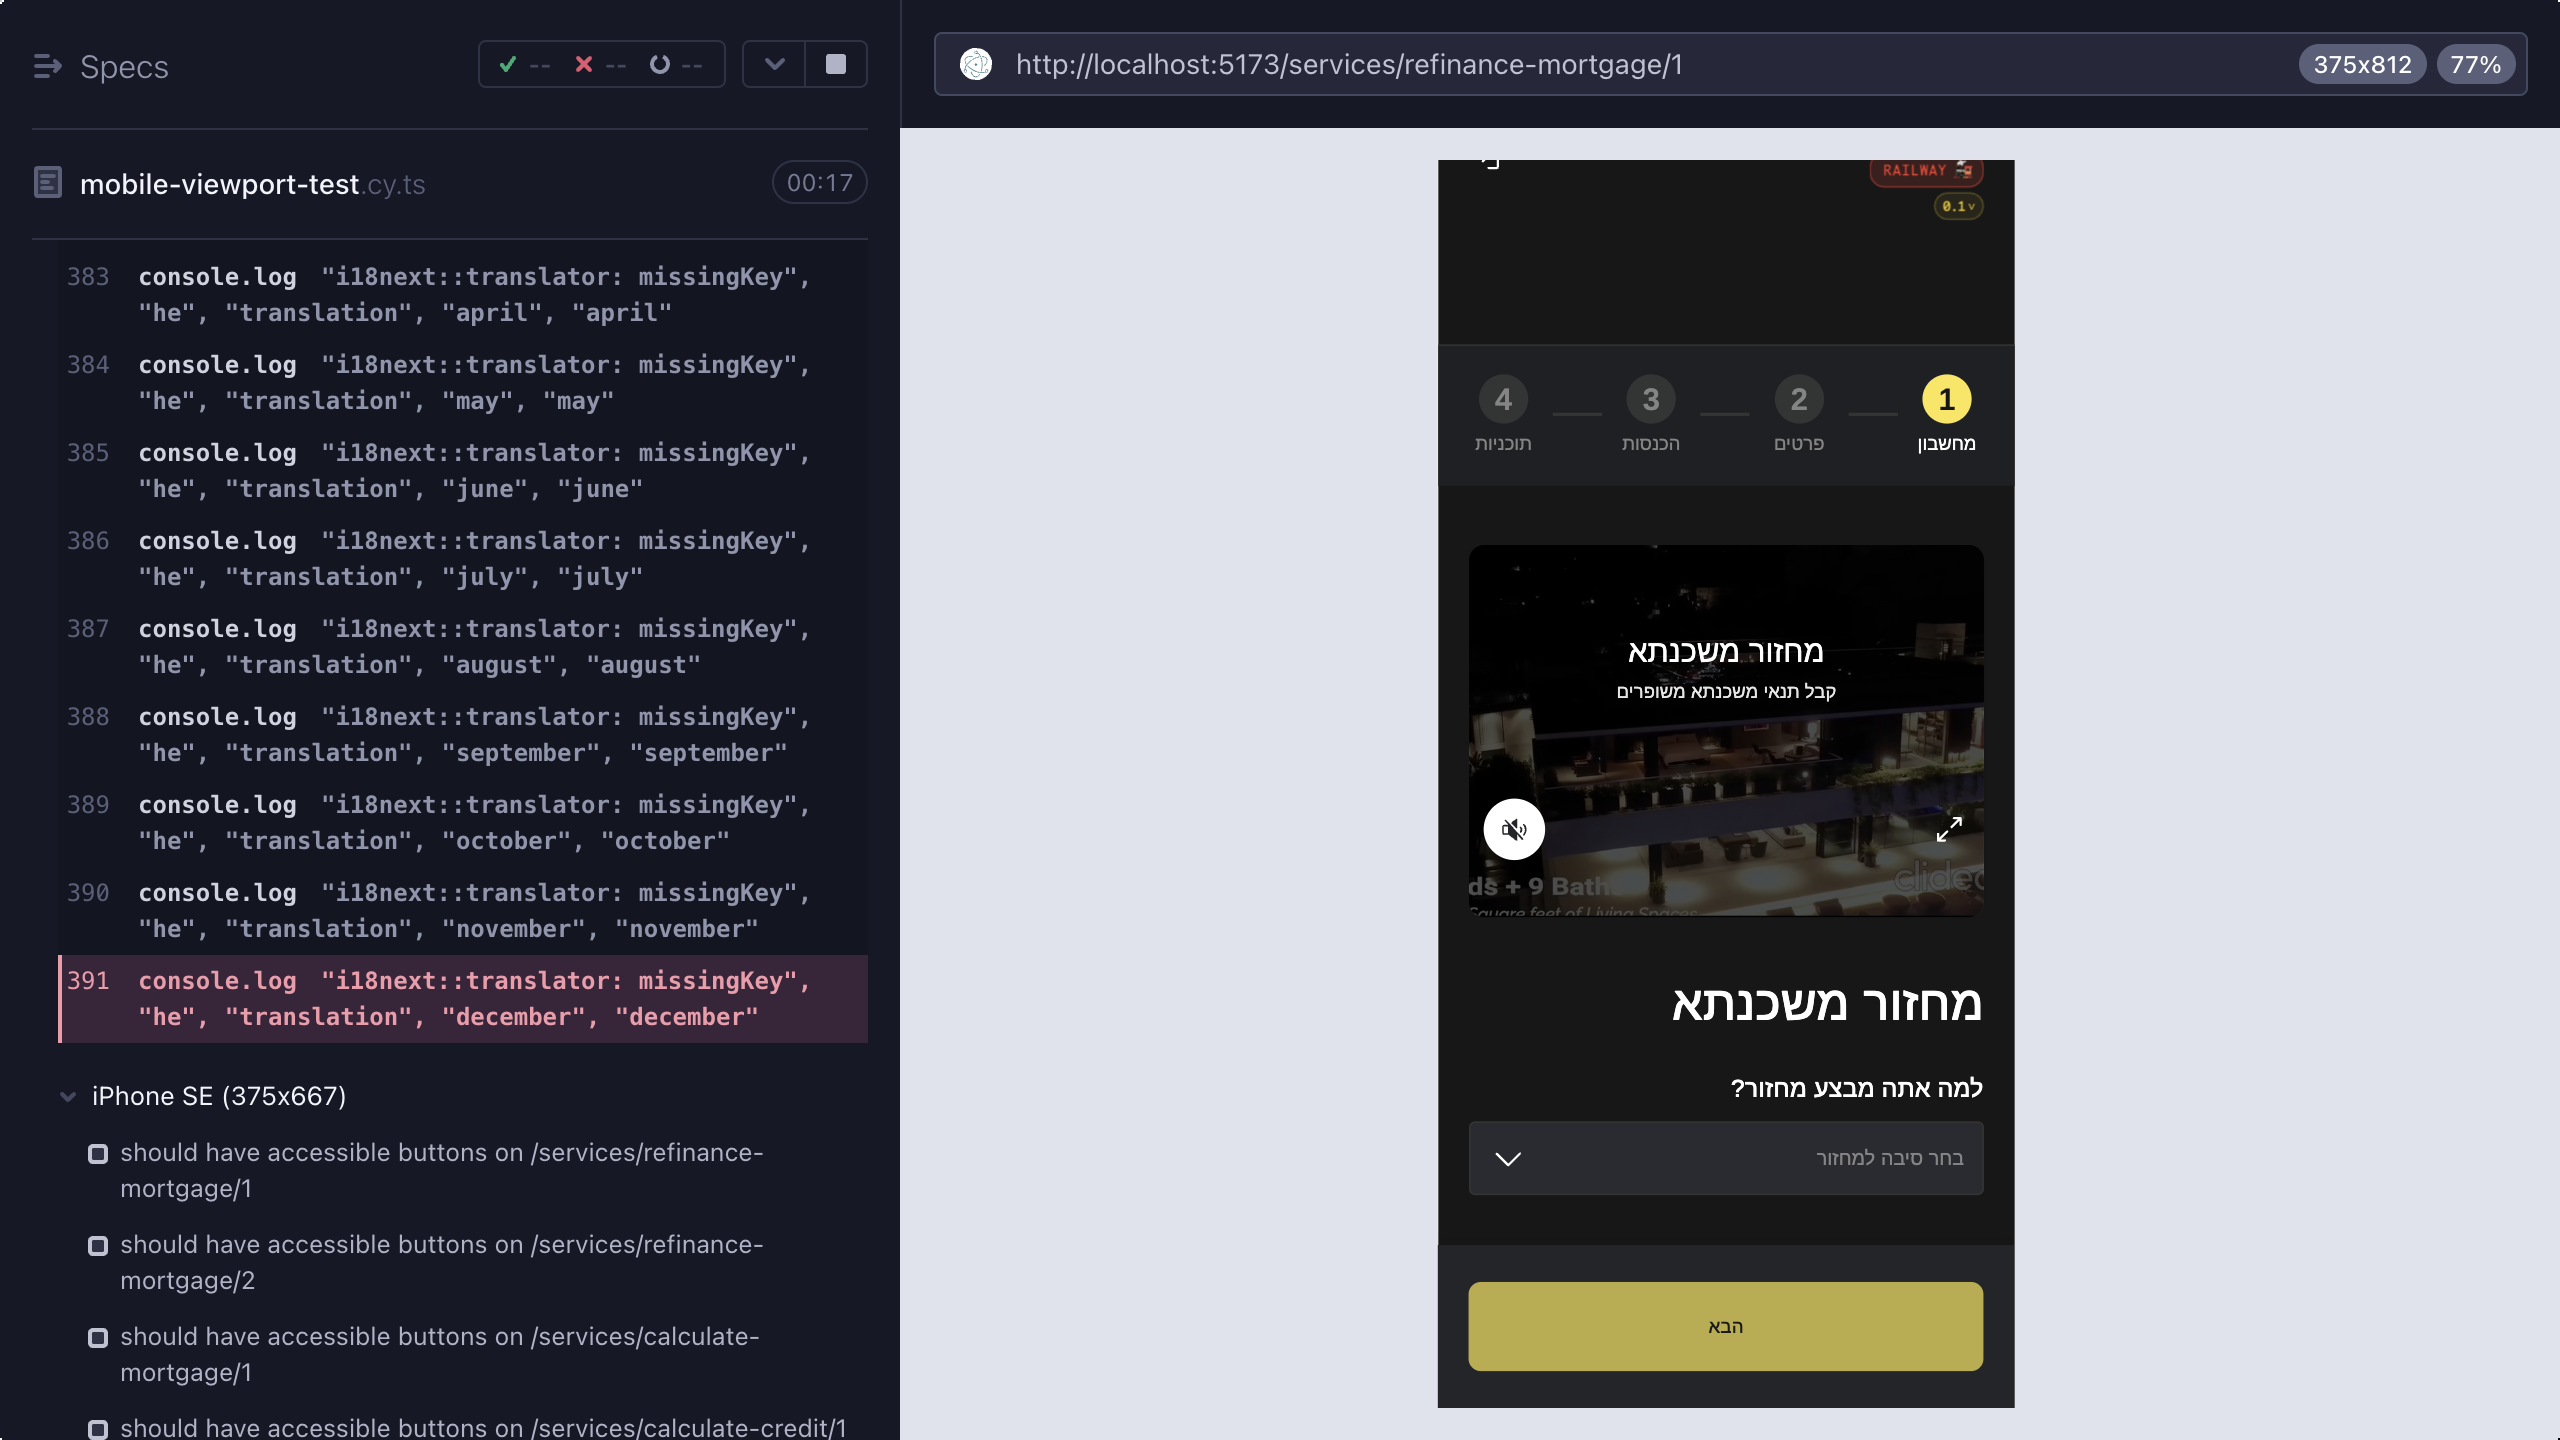 Specs
-- -- --
mobile-viewport-test.cy.ts
00:17
383 console.log "i18next::translator: missingKey",
"he", "translation", "april", "april"
384 console.log "i18next::translator: missingKey",
"he", "translation", "may", "may"
385 console.log "i18next::translator: missingKey",
"he", "translation", "june", "june"
386 console.log "i18next::translator: missingKey",
"he", "translation", "july", "july"
387 console.log "i18next::translator: missingKey",
"he", "translation", "august", "august"
388 console.log "i18next::translator: missingKey",
"he", "translation", "september", "september"
389 console.log "i18next::translator: missingKey",
"he", "translation", "october", "october"
390 console.log "i18next::translator: missingKey",
"he", "translation", "november", "november"
391 console.log "i18next::translator: missingKey",
"he", "translation", "december", "december"
iPhone SE (375x667)
should have accessible buttons on /services/refinance-
mortgage/1
should have accessible buttons on /services/refinance-
mortgage/2
should have accessible buttons on /services/calculate-
mortgage/1
should have accessible buttons on /services/calculate-credit/1
http://localhost:5173/services/refinance-mortgage/1
375x812 77%
RAILWAY 🚂
0.1v
1 2 3 4
מחשבון פרטים הכנסות תוכניות
מחזור משכנתא
קבל תנאי משכנתא משופרים
clideo
ds + 9 Bath
Square feet of Living Spaces
מחזור משכנתא
למה אתה מבצע מחזור?
בחר סיבה למחזור
הבא